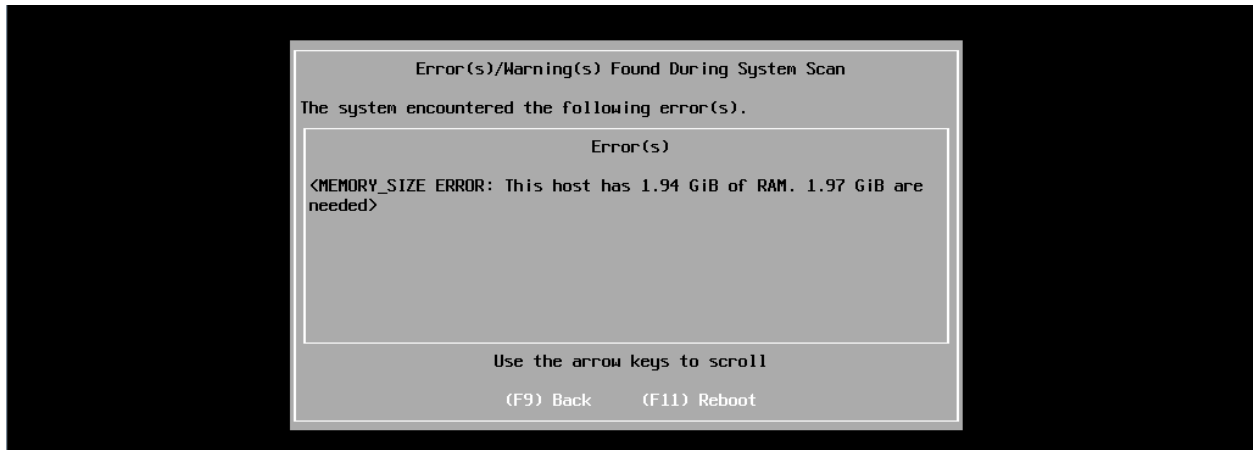 Error(s)/Warning(s) Found During System Scan
The system encountered the following error(s).
Error(s)
<MEMORY_SIZE ERROR: This host has 1.94 GiB of RAM. 1.97 GiB are
needed>
Use the arrow keys to scroll
(F9) Back (F11) Reboot